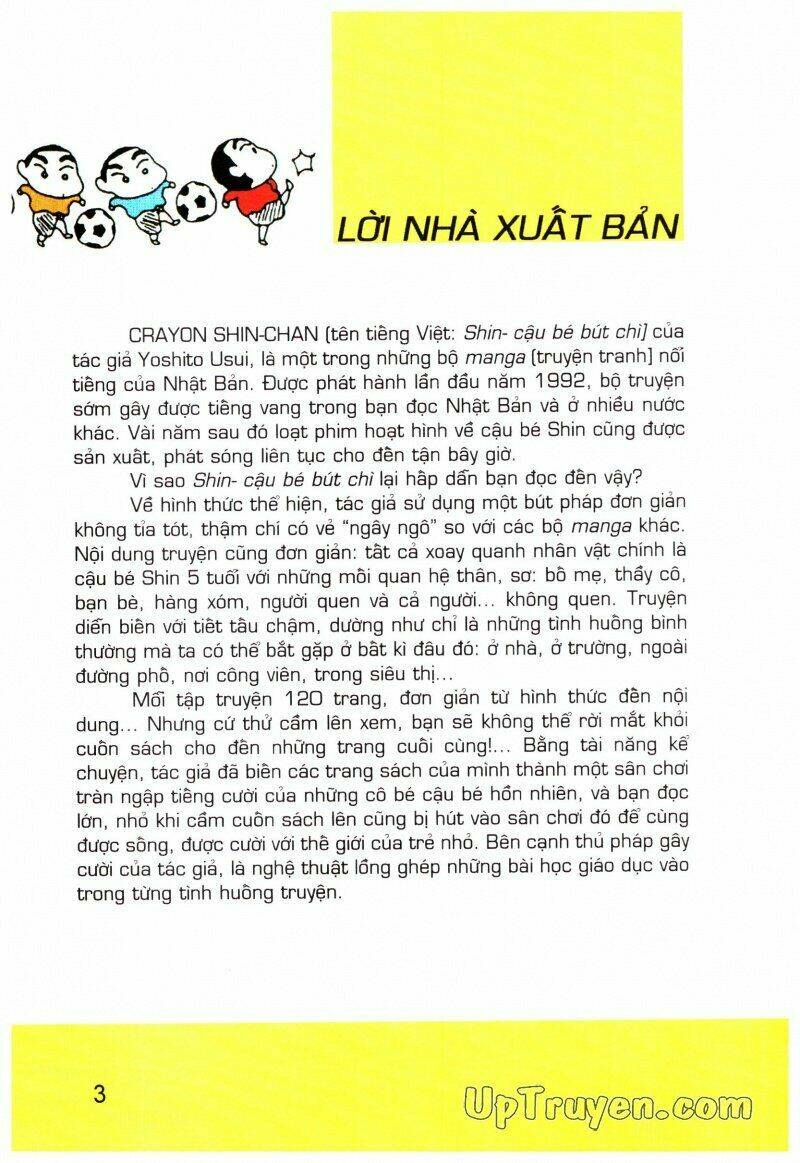 LỜI NHÀ XUẤT BẢN
CRAYON SHIN-CHAN (tên tiếng Việt: Shin- cậu bé bút chì) của
tác giả Yoshito Usui, là một trong những bộ manga (truyện tranh) nổi
tiếng của Nhật Bản. Được phát hành lần đầu năm 1992, bộ truyện
sớm gây được tiếng vang trong bạn đọc Nhật Bản và ở nhiều nước
khác. Vài năm sau đó loạt phim hoạt hình về cậu bé Shin cũng được
sản xuất, phát sóng liên tục cho đến tận bây giờ.
Vì sao Shin- cậu bé bút chì lại hấp dẫn bạn đọc đến vậy?
Về hình thức thể hiện, tác giả sử dụng một bút pháp đơn giản
không tỉa tót, thậm chí có vẻ “ngây ngô” so với các bộ manga khác.
Nội dung truyện cũng đơn giản: tất cả xoay quanh nhân vật chính là
cậu bé Shin 5 tuổi với những mối quan hệ thân, sơ: bố mẹ, thầy cô,
bạn bè, hàng xóm, người quen và cả người... không quen. Truyện
diễn biến với tiết tấu chậm, dường như chỉ là những tình huống bình
thường mà ta có thể bắt gặp ở bất kì đâu đó: ở nhà, ở trường, ngoài
đường phố, nơi công viên, trong siêu thị...
Mỗi tập truyện 120 trang, đơn giản từ hình thức đến nội
dung... Nhưng cứ thử cầm lên xem, bạn sẽ không thể rời mắt khỏi
cuốn sách cho đến những trang cuối cùng!... Bằng tài năng kể
chuyện, tác giả đã biến các trang sách của mình thành một sân chơi
tràn ngập tiếng cười của những cô bé cậu bé hồn nhiên, và bạn đọc
lớn, nhỏ khi cầm cuốn sách lên cũng bị hút vào sân chơi đó để cùng
được sống, được cười với thế giới của trẻ nhỏ. Bên cạnh thủ pháp gây
cười của tác giả, là nghệ thuật lồng ghép những bài học giáo dục vào
trong từng tình huống truyện.
3
UpTruyen.com